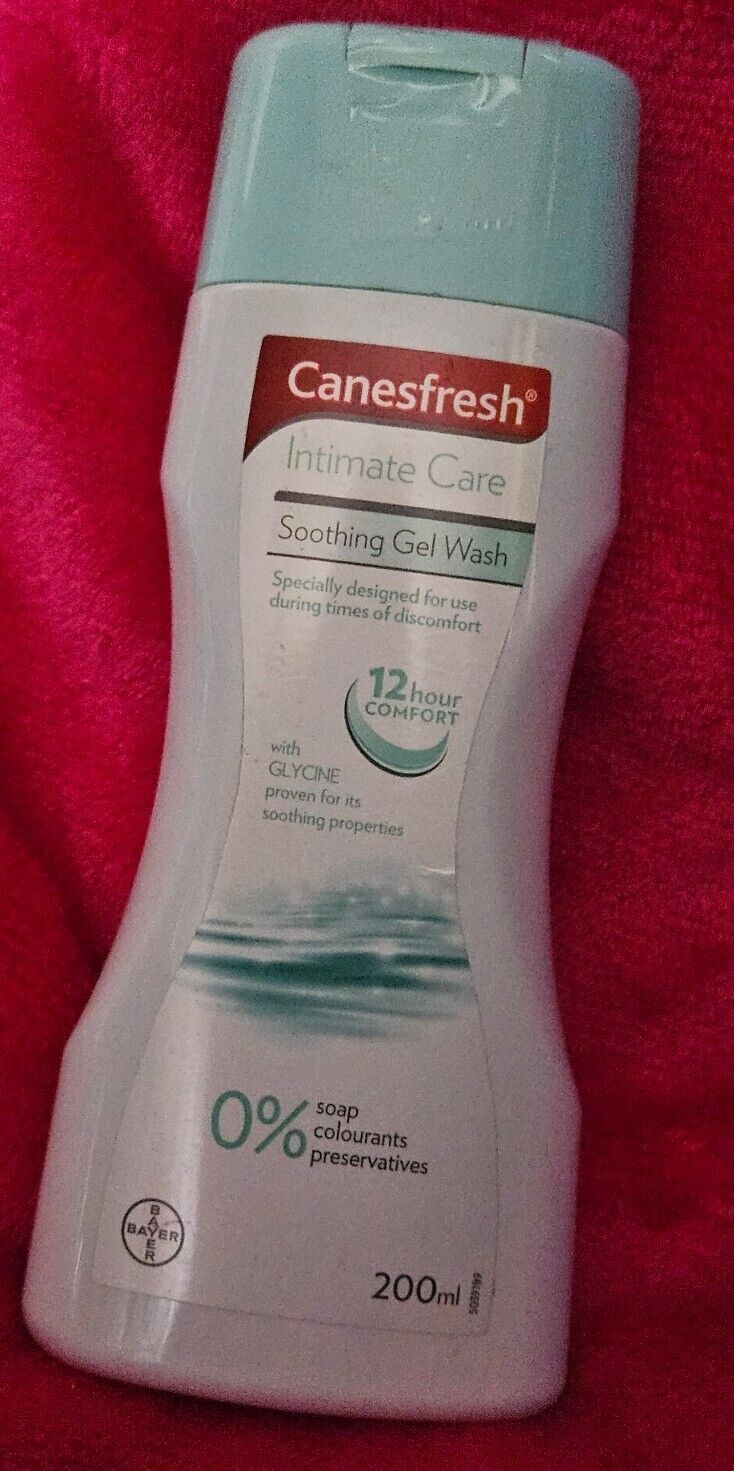 Canesfresh®
Intimate Care
Soothing Gel Wash
Specially designed for use
during times of discomfort
12 hour
COMFORT
with
GLYCINE
proven for its
soothing properties
0%
soap
colourants
preservatives
BAYER
BAYER
200ml